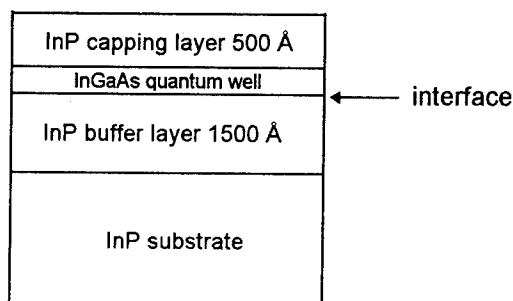 InP capping layer 500 Å
InGaAs quantum well
interface
InP buffer layer 1500 Å
InP substrate